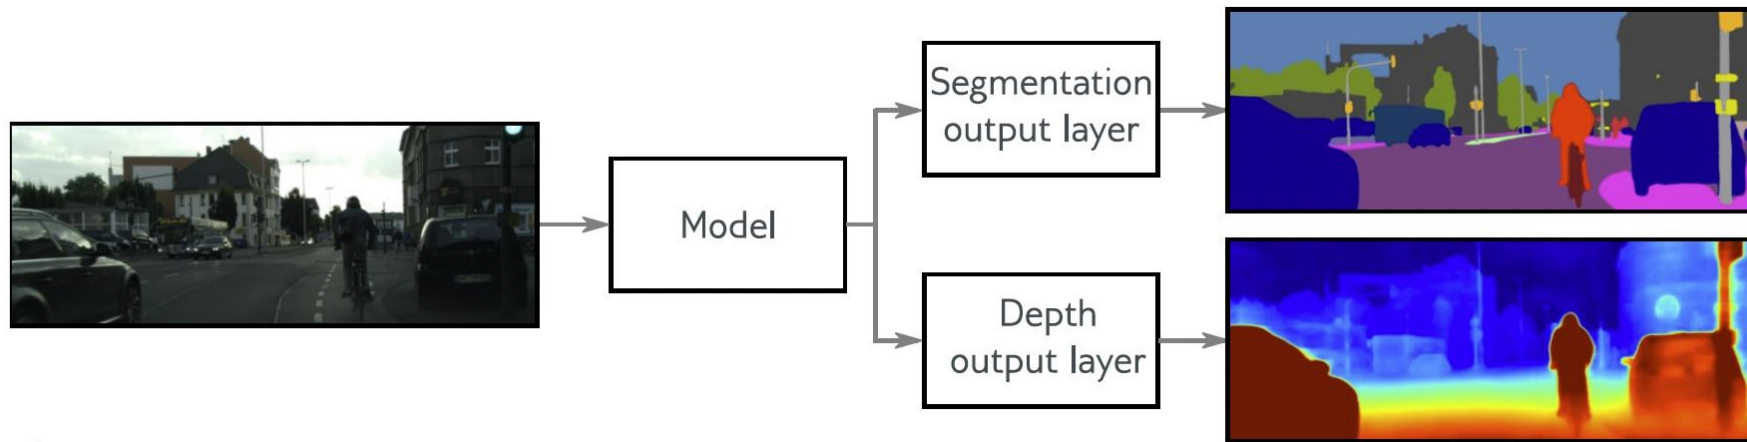 Model
Segmentation
output layer
Depth
output layer